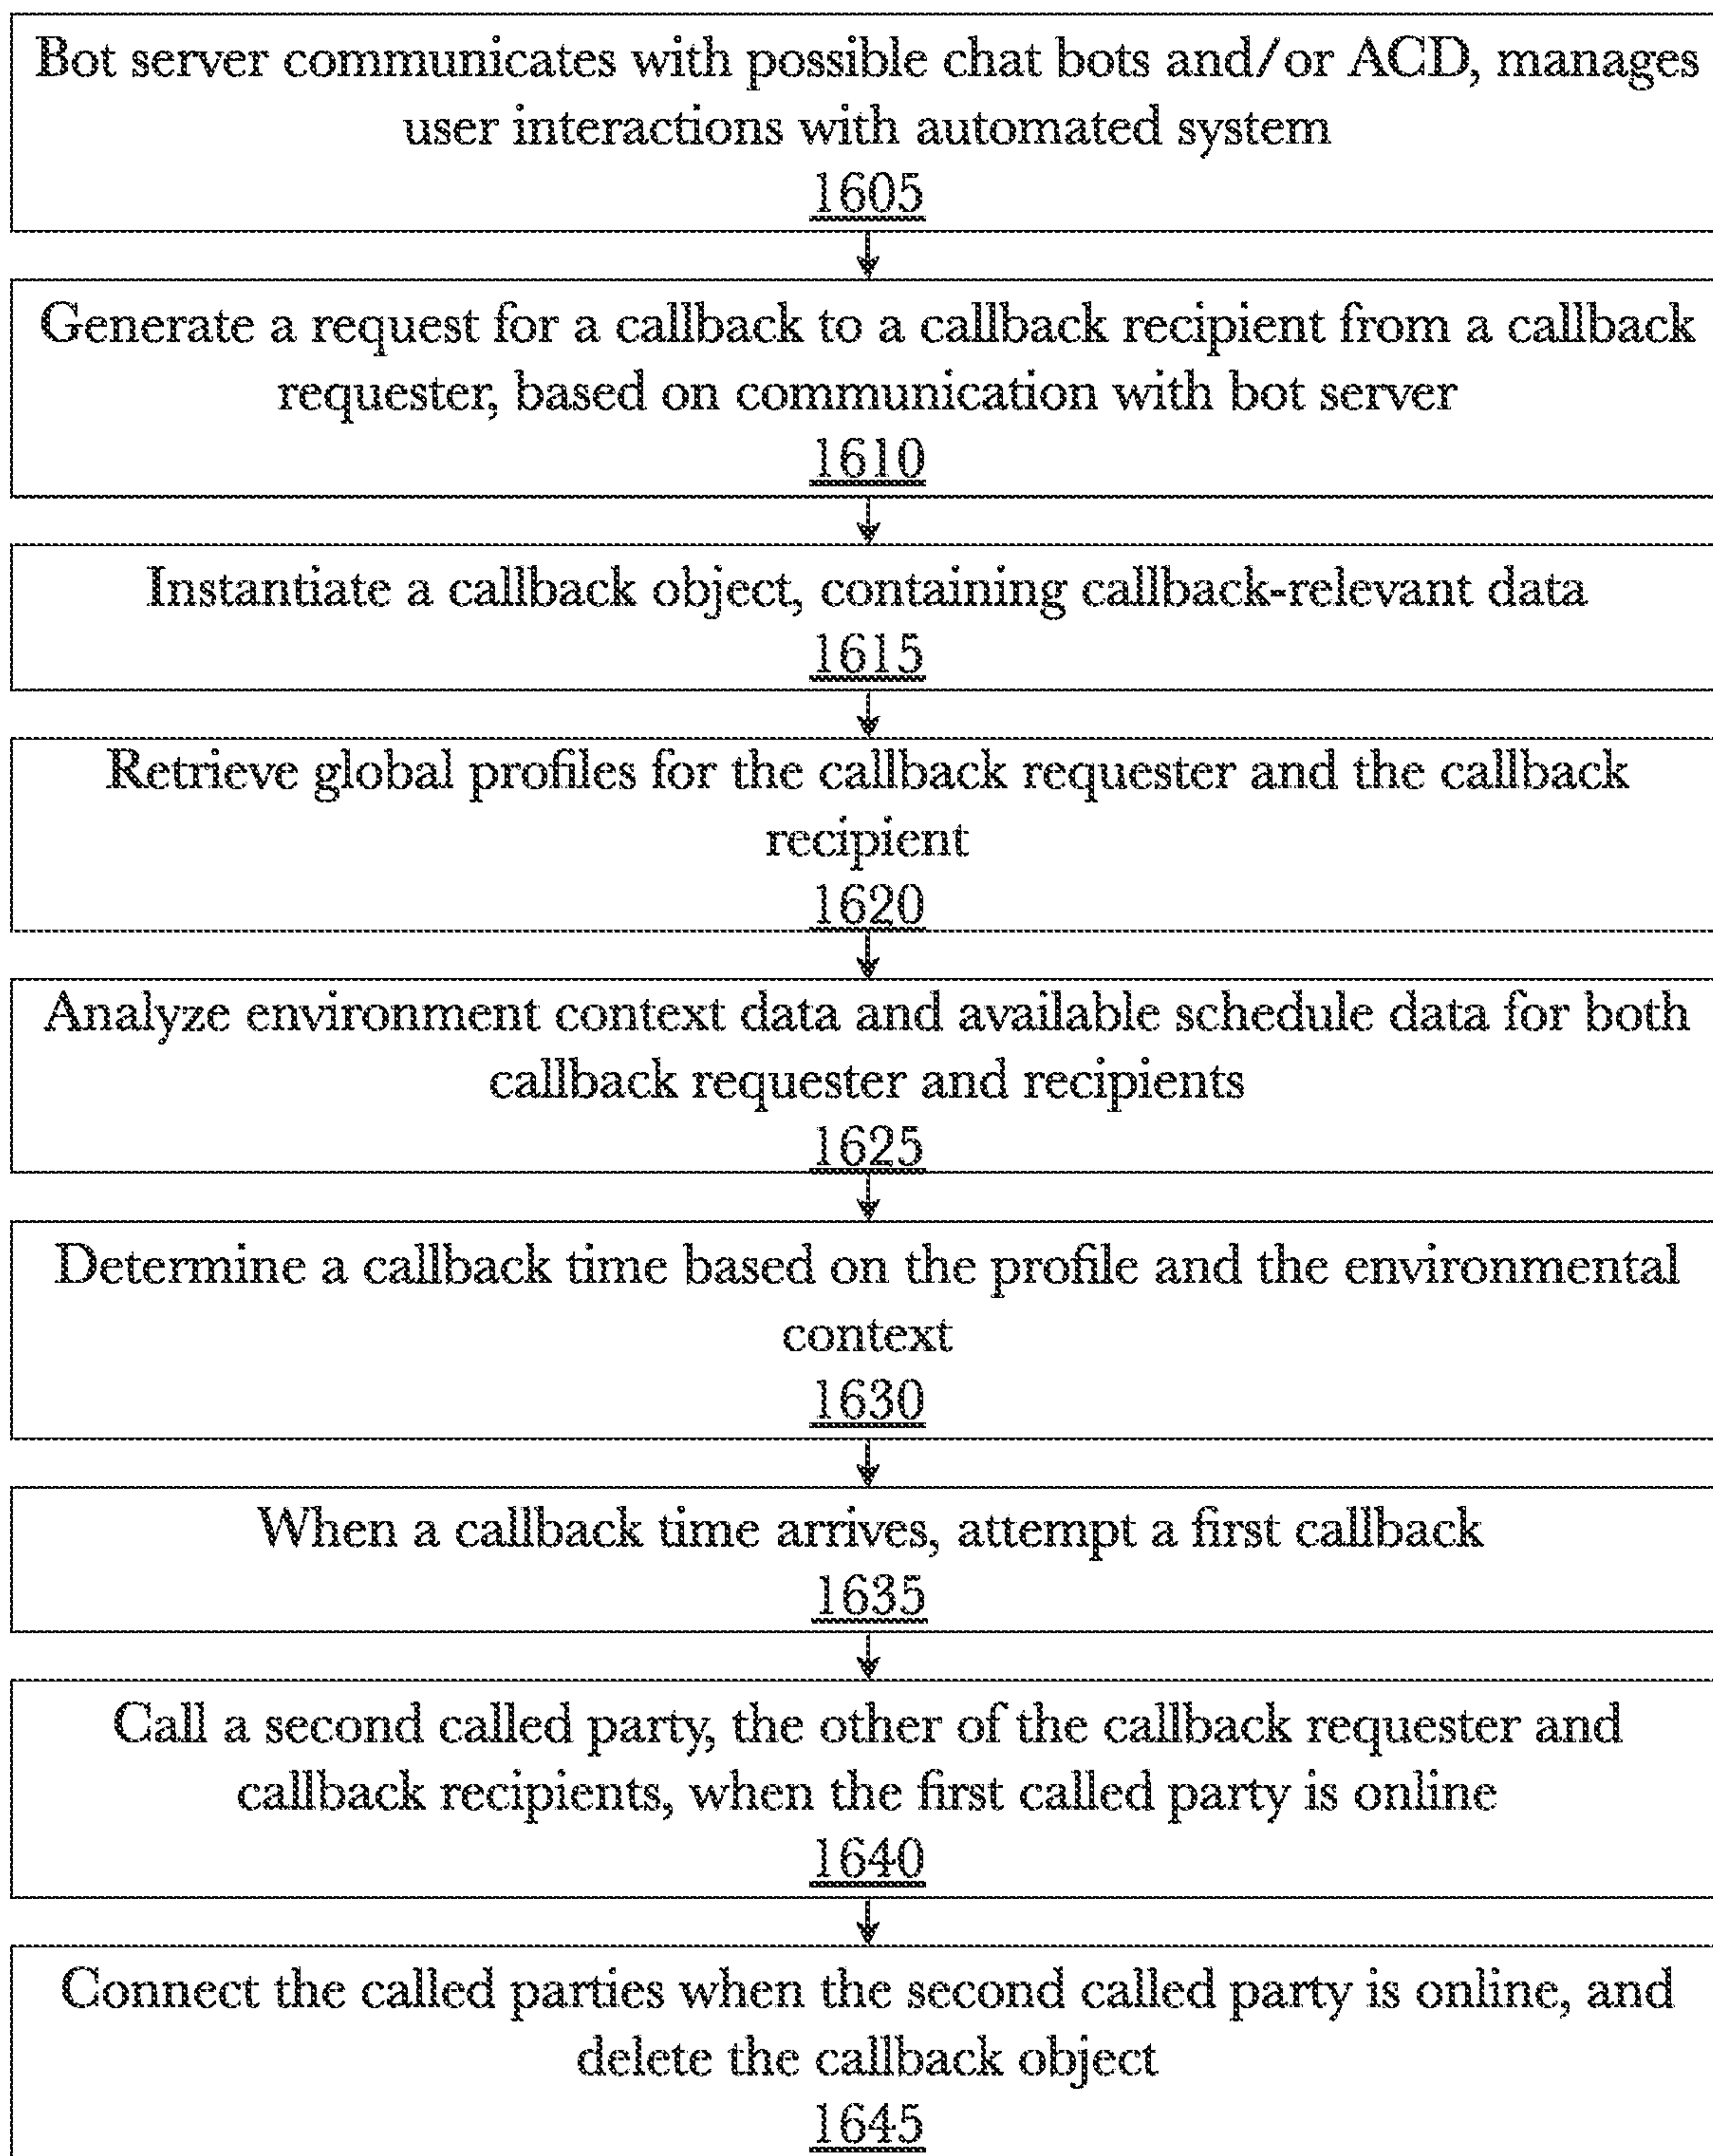 Bot server communicates with possible chat bots and/or ACD, manages
user interactions with automated system
1605
Generate a request for a callback to a callback recipient from a callback
requester, based on communication with bot server
1610
Instantiate a callback object, containing callback-relevant data
1615
Retrieve global profiles for the callback requester and the callback
recipient
1620
Analyze environment context data and available schedule data for both
callback requester and recipients
1625
Determine a callback time based on the profile and the environmental
context
1630
When a callback time arrives, attempt a first callback
1635
Call a second called party, the other of the callback requester and
callback recipients, when the first called party is online
1640
Connect the called parties when the second called party is online, and
delete the callback object
1645